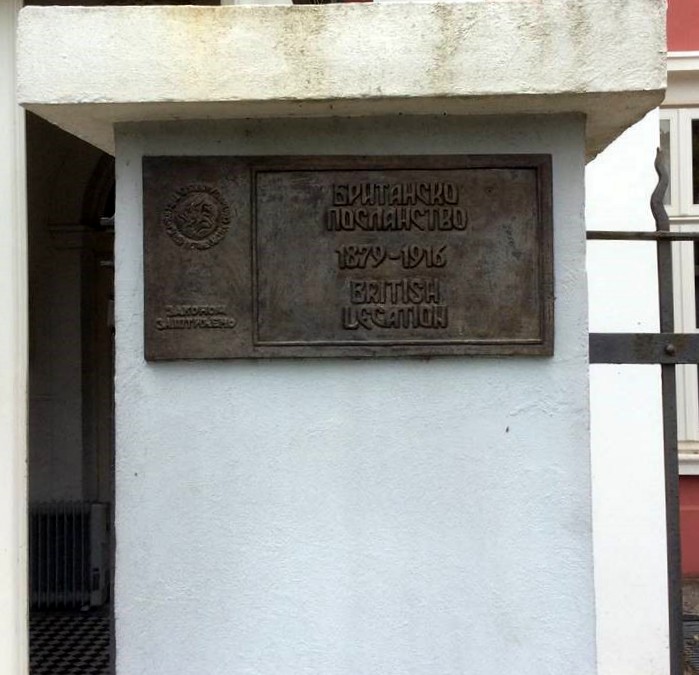 ЗАКОНОМ
ЗАШТИЋЕНО
БРИТАНСКО
ПОСЛАНСТВО
1879-1916
BRITISH
LEGATION